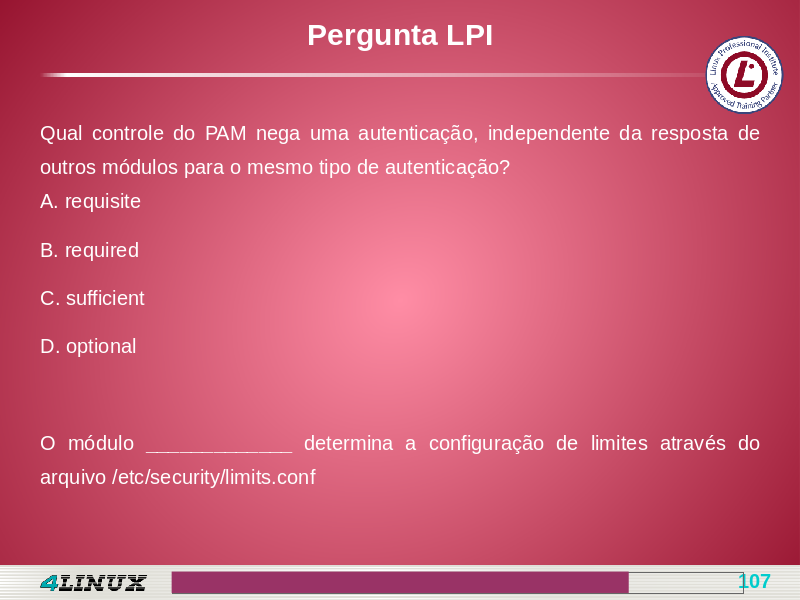 Pergunta LPI
Linux Professional Institute
Approved Training Partner
Qual controle do PAM nega uma autenticação, independente da resposta de
outros módulos para o mesmo tipo de autenticação?
A. requisite
B. required
C. sufficient
D. optional
O módulo _____________ determina a configuração de limites através do
arquivo /etc/security/limits.conf
4LINUX
107